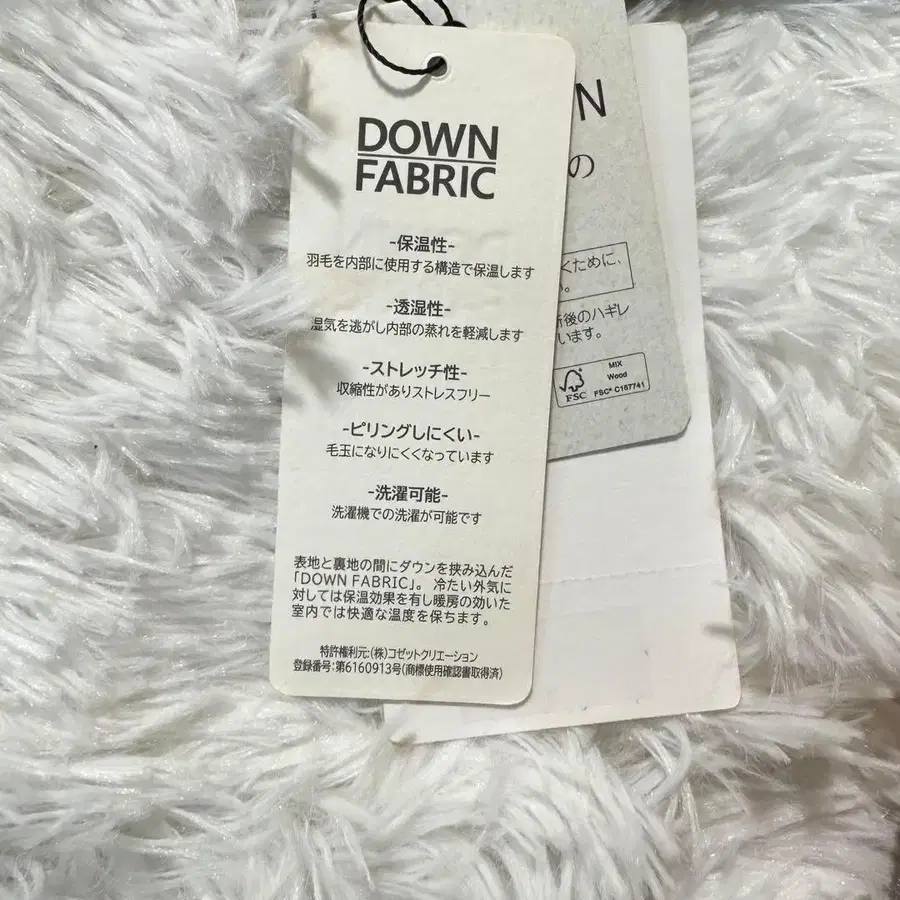 DOWN
FABRIC
-保温性-
羽毛を内部に使用する構造で保温します
-透湿性-
湿気を逃がし内部の蒸れを軽減します
-ストレッチ性-
収縮性がありストレスフリー
-ピリングしにくい-
毛玉になりにくくなっています
-洗濯可能-
洗濯機での洗濯が可能です
表地と裏地の間にダウンを挟み込んだ
「DOWN FABRIC」。 冷たい外気に
対しては保温効果を有し暖房の効いた
室内では快適な温度を保ちます。
特許権利元:(株)コゼットクリエーション
登録番号:第6160913号(商標使用確認書取得済)
N
の
くために、
い。
後のハギレ
います。
FSC
MIX
Wood
FSC® C157741